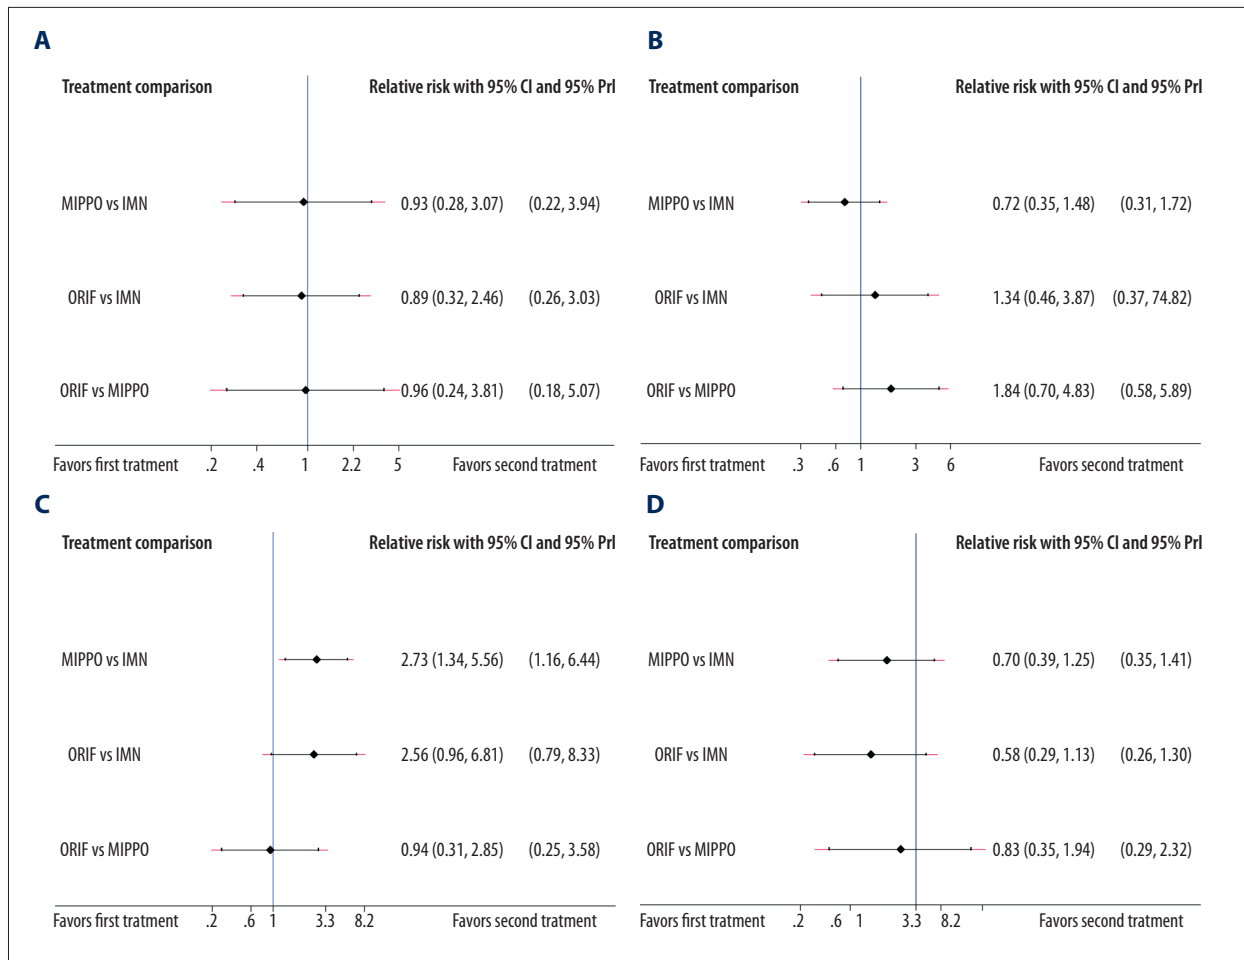 A
Treatment comparison Relative risk with 95% CI and 95% PrI
MIPPO vs IMN 0.93 (0.28, 3.07) (0.22, 3.94)
ORIF vs IMN 0.89 (0.32, 2.46) (0.26, 3.03)
ORIF vs MIPPO 0.96 (0.24, 3.81) (0.18, 5.07)
Favors first tratment .2 .4 1 2.2 5 Favors second tratment
B
Treatment comparison Relative risk with 95% CI and 95% PrI
MIPPO vs IMN 0.72 (0.35, 1.48) (0.31, 1.72)
ORIF vs IMN 1.34 (0.46, 3.87) (0.37, 74.82)
ORIF vs MIPPO 1.84 (0.70, 4.83) (0.58, 5.89)
Favors first tratment .3 .6 1 3 6 Favors second tratment
C
Treatment comparison Relative risk with 95% CI and 95% PrI
MIPPO vs IMN 2.73 (1.34, 5.56) (1.16, 6.44)
ORIF vs IMN 2.56 (0.96, 6.81) (0.79, 8.33)
ORIF vs MIPPO 0.94 (0.31, 2.85) (0.25, 3.58)
Favors first tratment .2 .6 1 3.3 8.2 Favors second tratment
D
Treatment comparison Relative risk with 95% CI and 95% PrI
MIPPO vs IMN 0.70 (0.39, 1.25) (0.35, 1.41)
ORIF vs IMN 0.58 (0.29, 1.13) (0.26, 1.30)
ORIF vs MIPPO 0.83 (0.35, 1.94) (0.29, 2.32)
Favors first tratment .2 .6 1 3.3 8.2 Favors second tratment